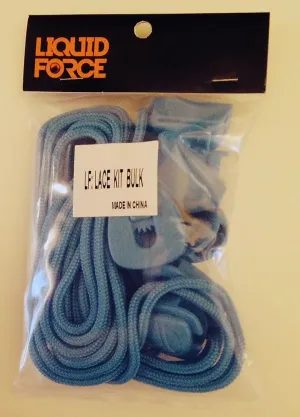 LIQUID
FORCE
LF: LACE KIT BULK
MADE IN CHINA